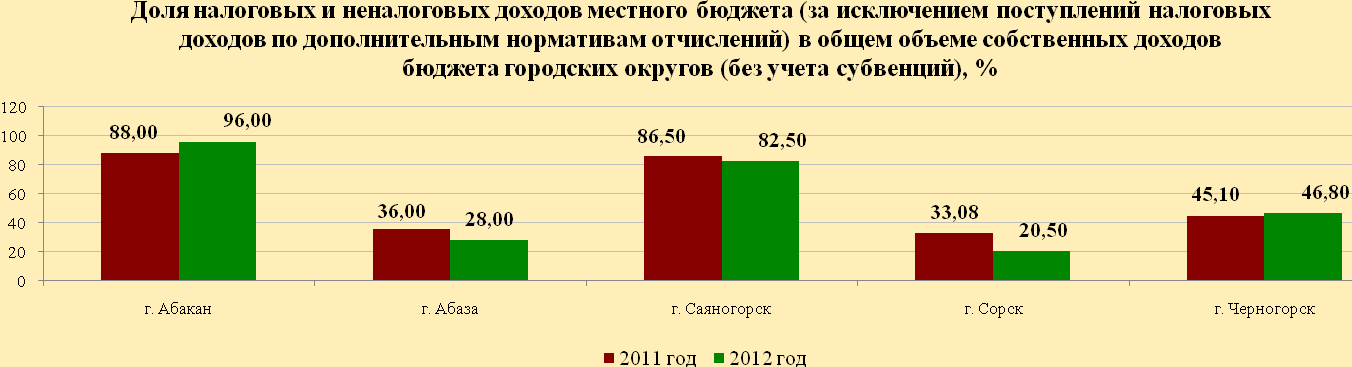 Доля налоговых и неналоговых доходов местного бюджета (за исключением поступлений налоговых
доходов по дополнительным нормативам отчислений) в общем объеме собственных доходов
бюджета городских округов (без учета субвенций), %
120
100
80
60
40
20
0
88,00 96,00
36,00 28,00
86,50 82,50
33,08 20,50
45,10 46,80
г. Абакан г. Абаза г. Саяногорск г. Сорск г. Черногорск
2011 год 2012 год